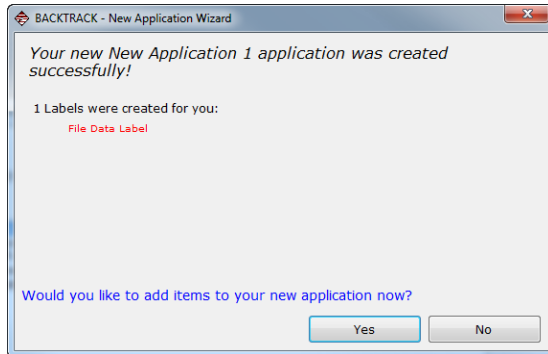 BACKTRACK - New Application Wizard
Your new New Application 1 application was created
successfully!
1 Labels were created for you:
File Data Label
Would you like to add items to your new application now?
Yes
No